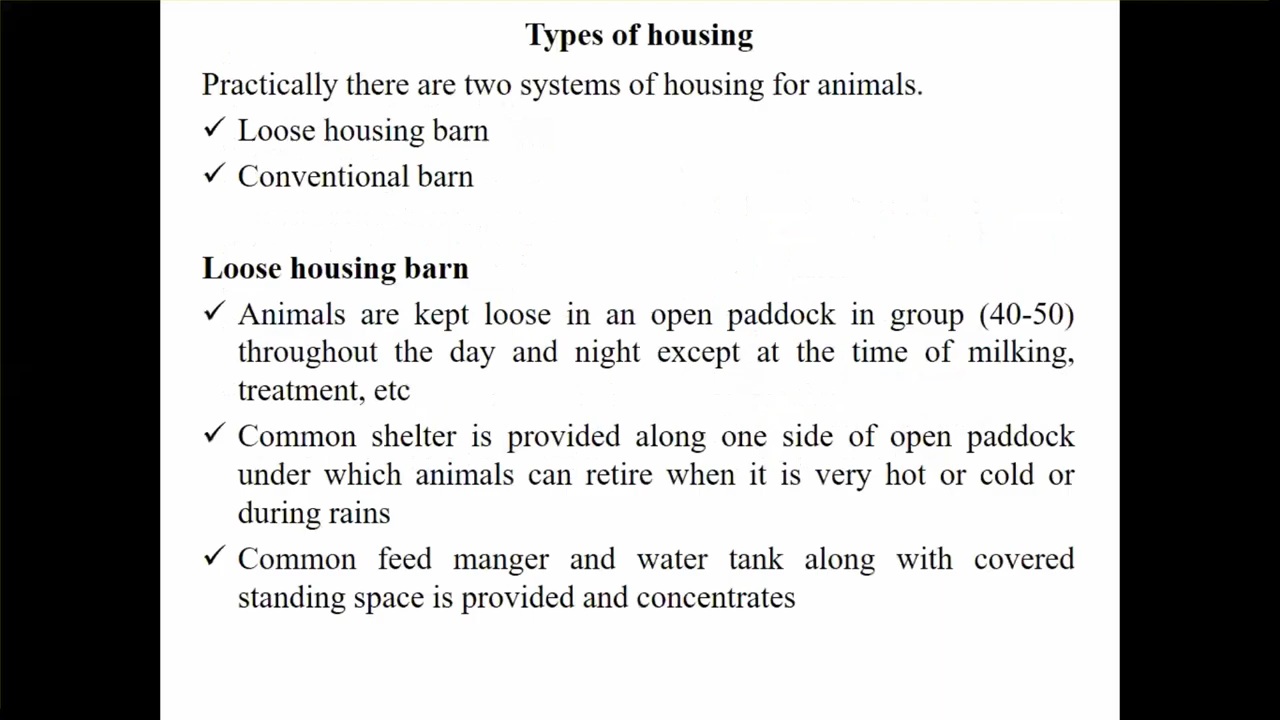 Types of housing
Practically there are two systems of housing for animals.
✓ Loose housing barn
✓ Conventional barn
Loose housing barn
✓ Animals are kept loose in an open paddock in group (40-50)
throughout the day and night except at the time of milking,
treatment, etc
✓ Common shelter is provided along one side of open paddock
under which animals can retire when it is very hot or cold or
during rains
✓ Common feed manger and water tank along with covered
standing space is provided and concentrates